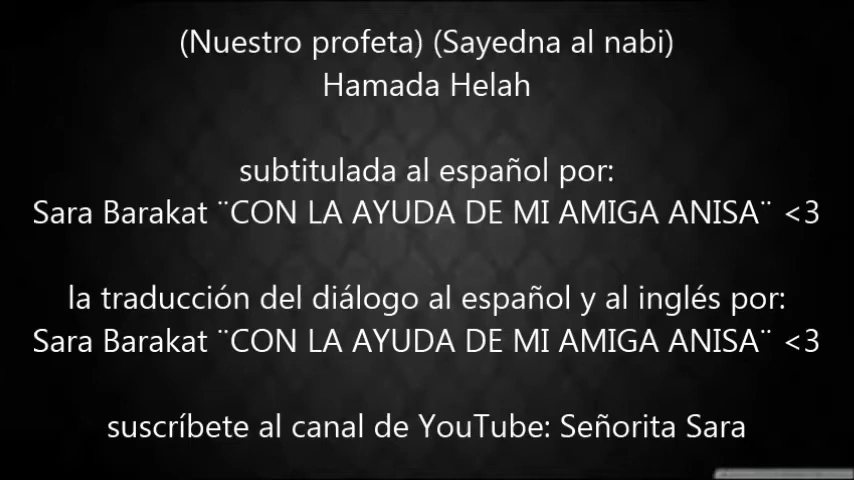 (Nuestro profeta) (Sayedna al nabi)
Hamada Helah
subtitulada al español por:
Sara Barakat ¨CON LA AYUDA DE MI AMIGA ANISA¨ <3
la traducción del diálogo al español y al inglés por:
Sara Barakat ¨CON LA AYUDA DE MI AMIGA ANISA¨ <3
suscríbete al canal de YouTube: Señorita Sara